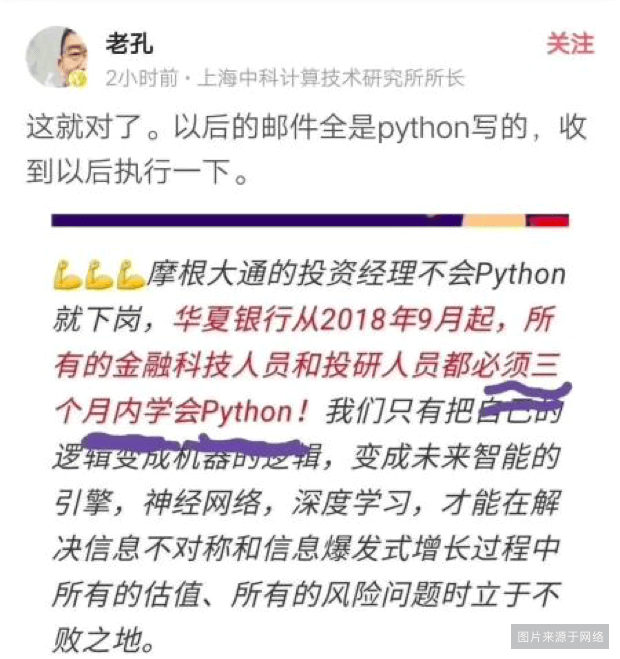 老孔
关注
2小时前·上海中科计算技术研究所所长
这就对了。以后的邮件全是python写的，收
到以后执行一下。
💪💪💪摩根大通的投资经理不会Python
就下岗，华夏银行从2018年9月起，所
有的金融科技人员和投研人员都必须三
个月内学会Python！我们只有把自己的
逻辑变成机器的逻辑，变成未来智能的
引擎，神经网络，深度学习，才能在解
决信息不对称和信息爆发式增长过程中
所有的估值、所有的风险问题时立于不
败之地。
图片来源于网络